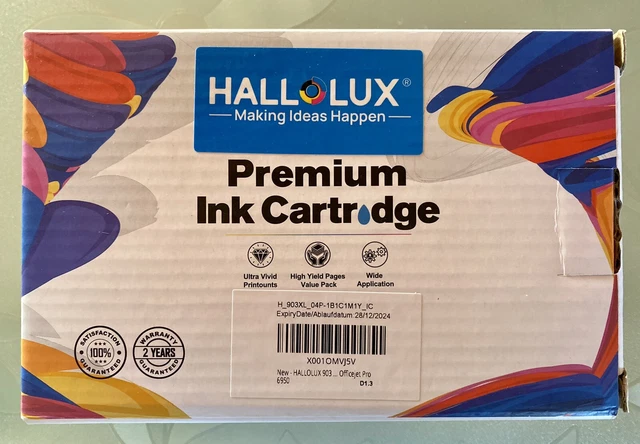 HALLOLUX®
Making Ideas Happen
Premium
Ink Cartridge
Ultra Vivid
Printouts
High Yield Pages
Value Pack
Wide
Application
H_903XL_04P-1B1C1M1Y_IC
ExpiryDate/Ablaufdatum: 28/12/2024
X001OMVJ5V
New - HALLOLUX 903 ... Officejet Pro
6950
D1.3
SATISFACTION
100%
GUARANTEED
WARRANTY
2 YEARS
GUARANTEED